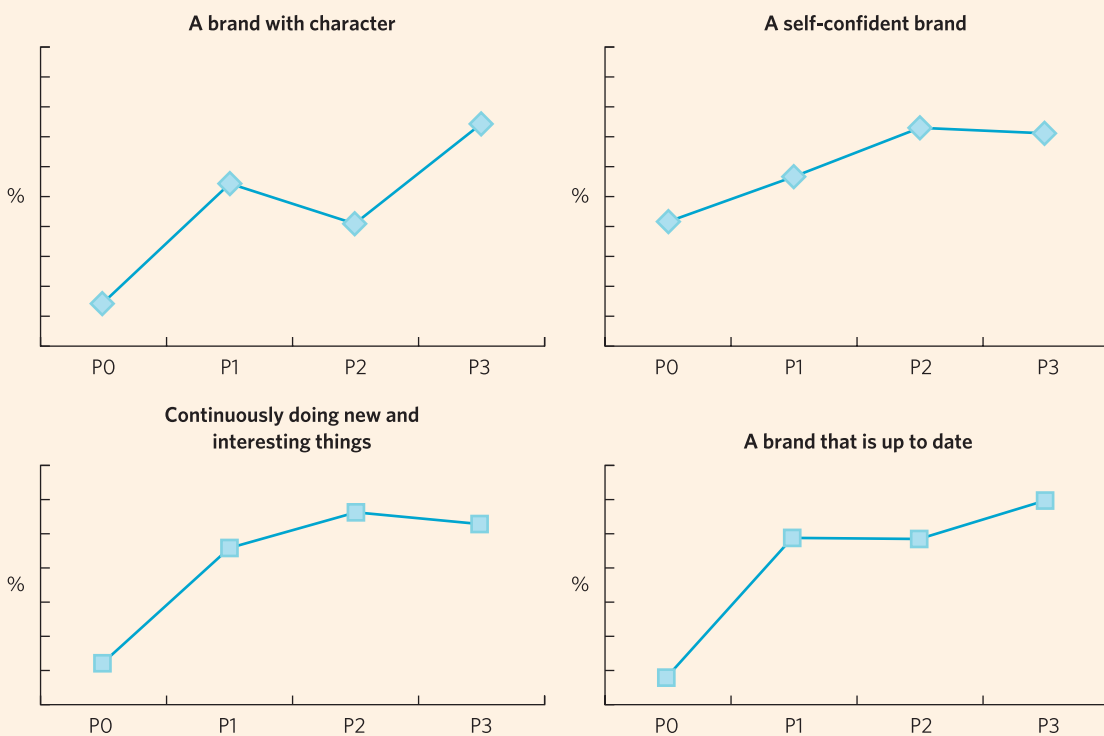 A brand with character
%
P0 P1 P2 P3
A self-confident brand
%
P0 P1 P2 P3
Continuously doing new and
interesting things
%
P0 P1 P2 P3
A brand that is up to date
%
P0 P1 P2 P3